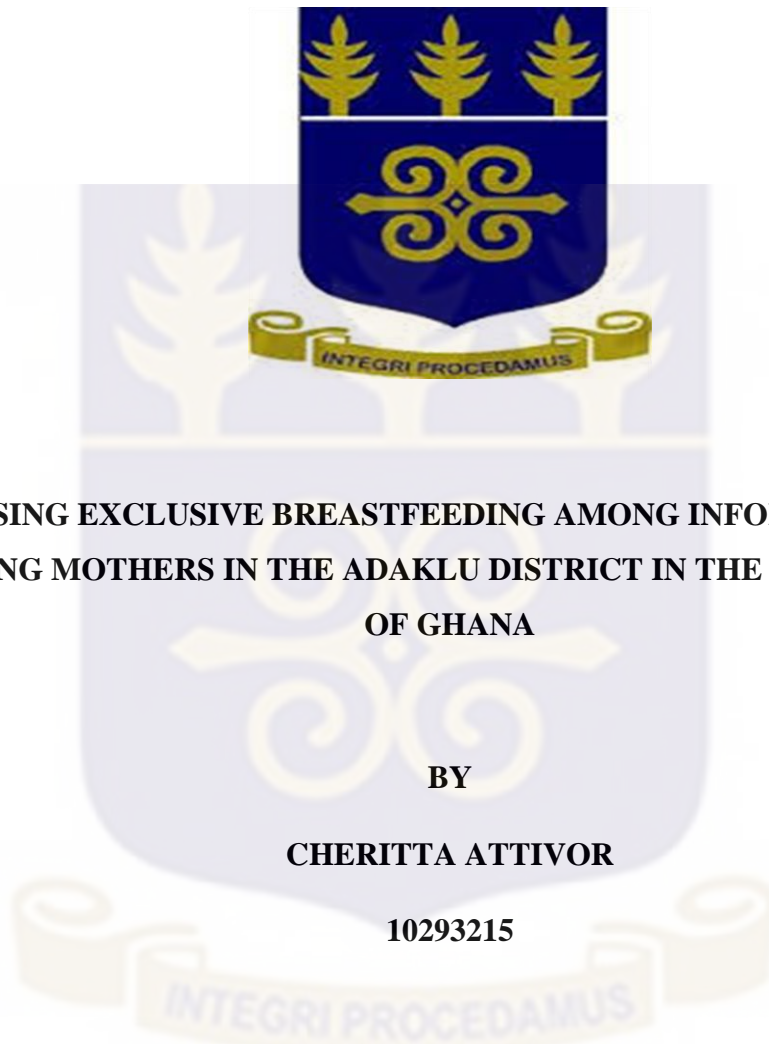 INTEGRI PROCEDAMUS
SING EXCLUSIVE BREASTFEEDING AMONG INFO
NG MOTHERS IN THE ADAKLU DISTRICT IN THE
OF GHANA
BY
CHERITTA ATTIVOR
10293215
INTEGRI PROCEDAMUS